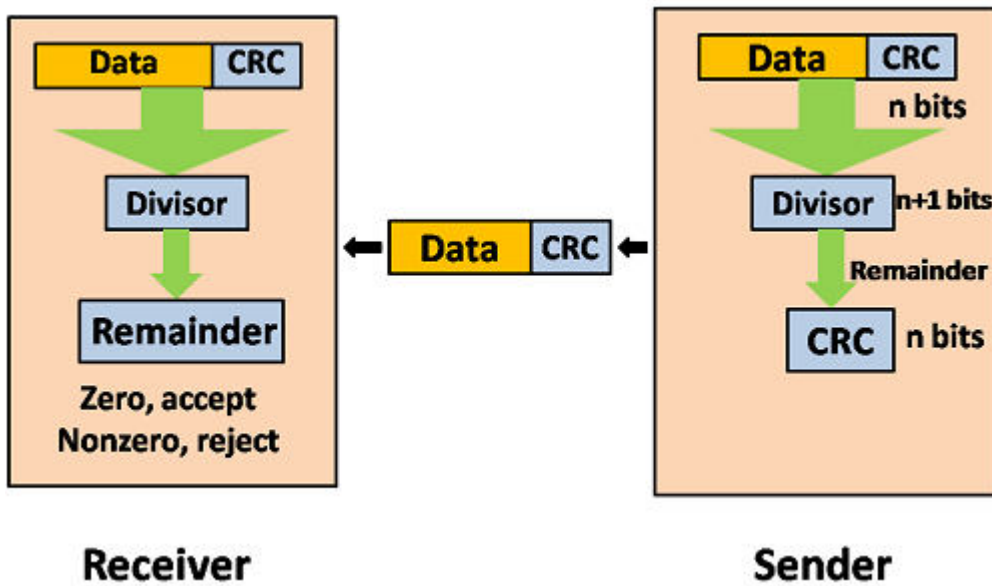 Data CRC
Divisor
Remainder
Zero, accept
Nonzero, reject
Receiver
Data CRC
Data CRC
n bits
Divisor n+1 bits
Remainder
CRC n bits
Sender